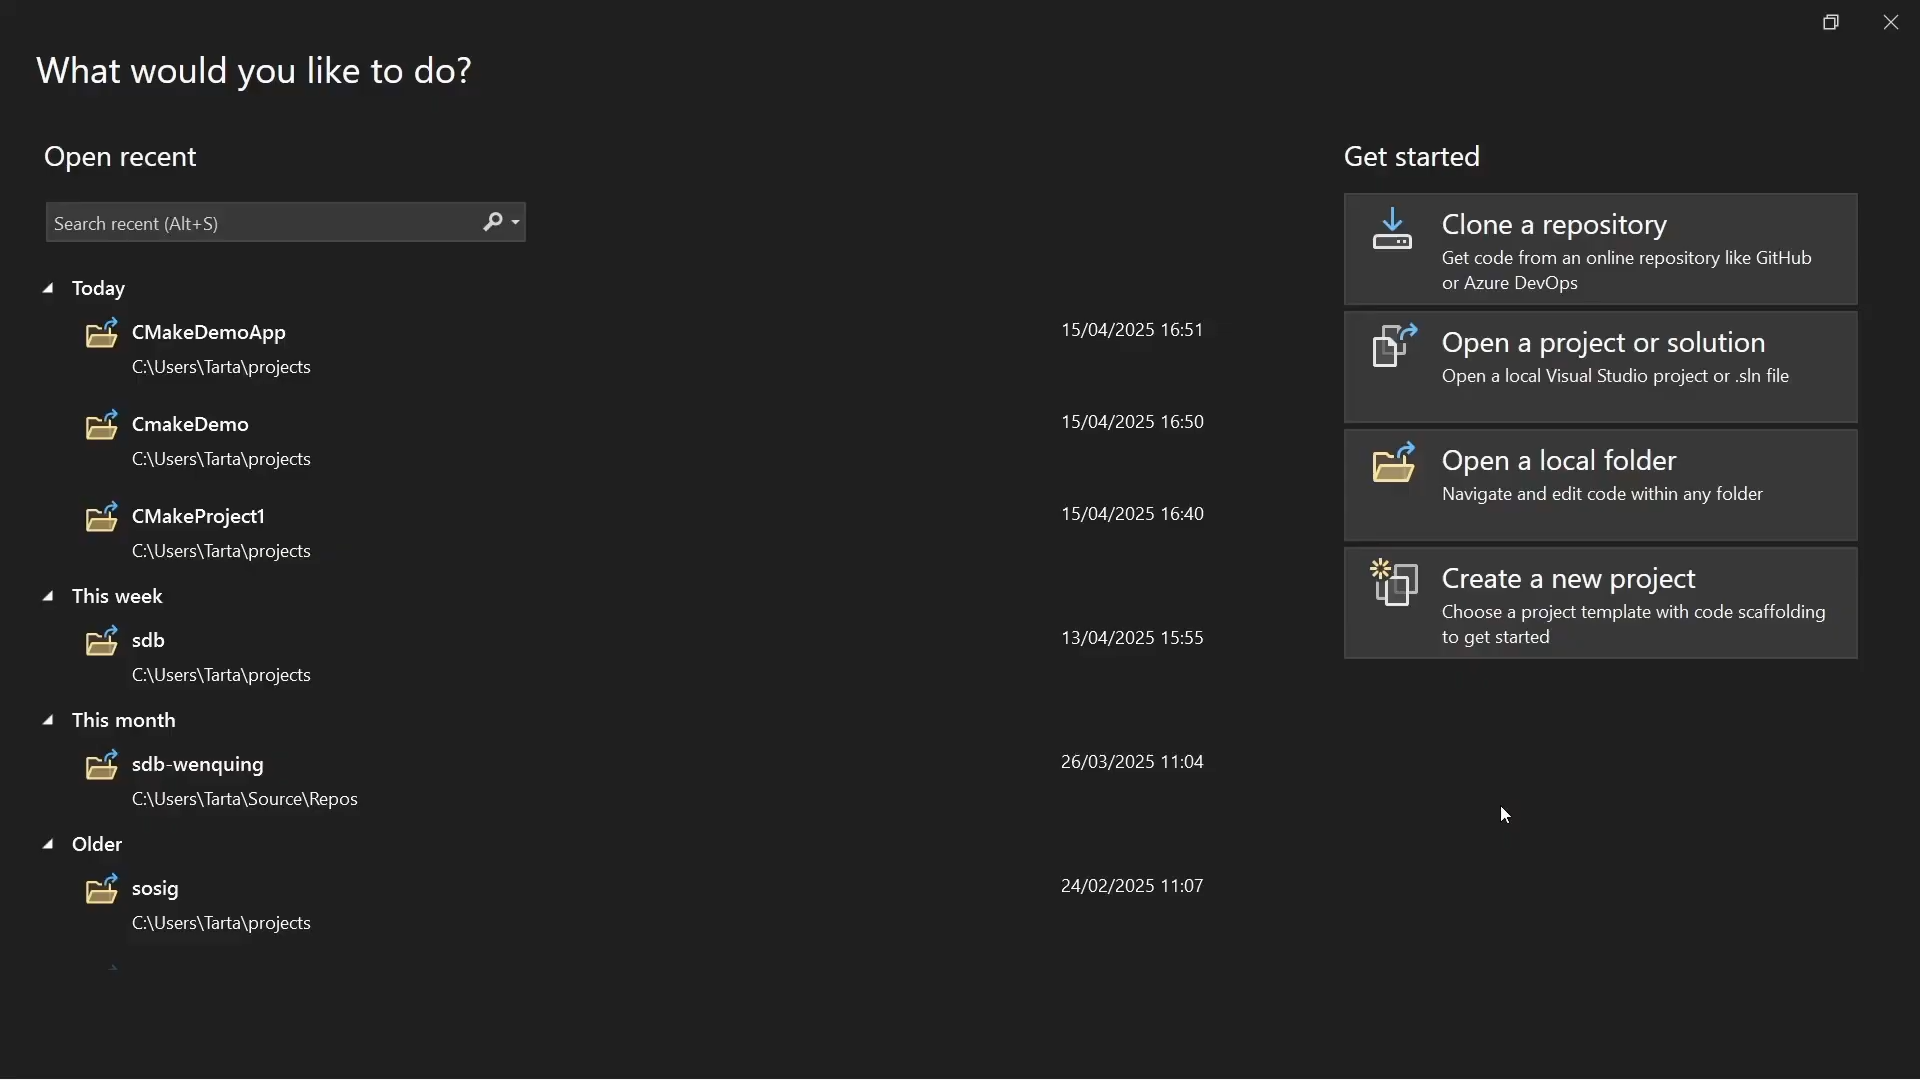 What would you like to do?
Open recent
Search recent (Alt+S)
Today
CMakeDemoApp
15/04/2025 16:51
C:\Users\Tarta\projects
CmakeDemo
15/04/2025 16:50
C:\Users\Tarta\projects
CMakeProject1
15/04/2025 16:40
C:\Users\Tarta\projects
This week
sdb
13/04/2025 15:55
C:\Users\Tarta\projects
This month
sdb-wenquing
26/03/2025 11:04
C:\Users\Tarta\Source\Repos
Older
sosig
24/02/2025 11:07
C:\Users\Tarta\projects
Get started
Clone a repository
Get code from an online repository like GitHub
or Azure DevOps
Open a project or solution
Open a local Visual Studio project or .sln file
Open a local folder
Navigate and edit code within any folder
Create a new project
Choose a project template with code scaffolding
to get started